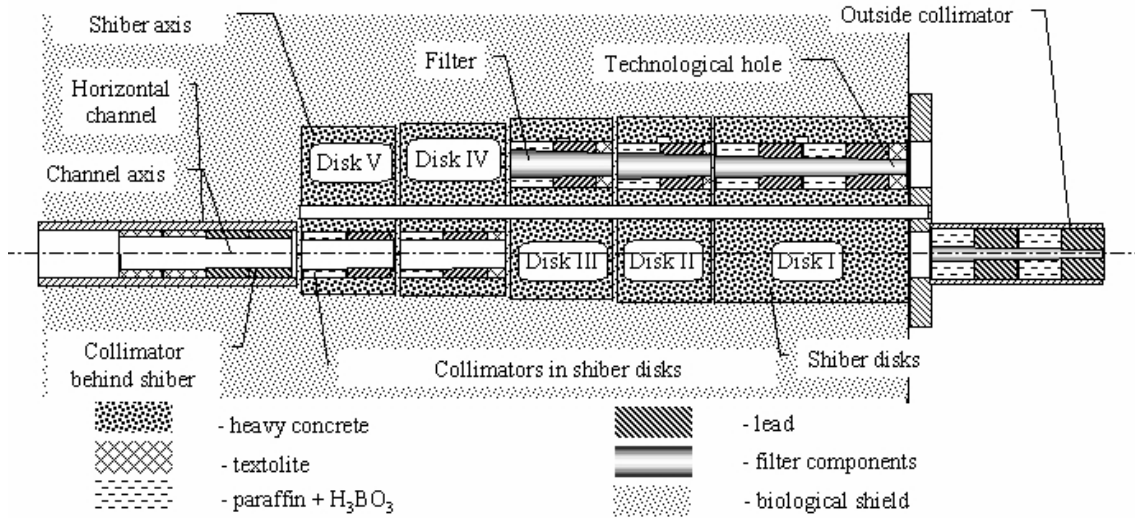 Shiber axis
Outside collimator
Filter
Technological hole
Horizontal
channel
Channel axis
Disk V
Disk IV
Disk III
Disk II
Disk I
Collimator
behind shiber
Collimators in shiber disks
Shiber disks
- heavy concrete
- textolite
- paraffin + H₃BO₃
- lead
- filter components
- biological shield